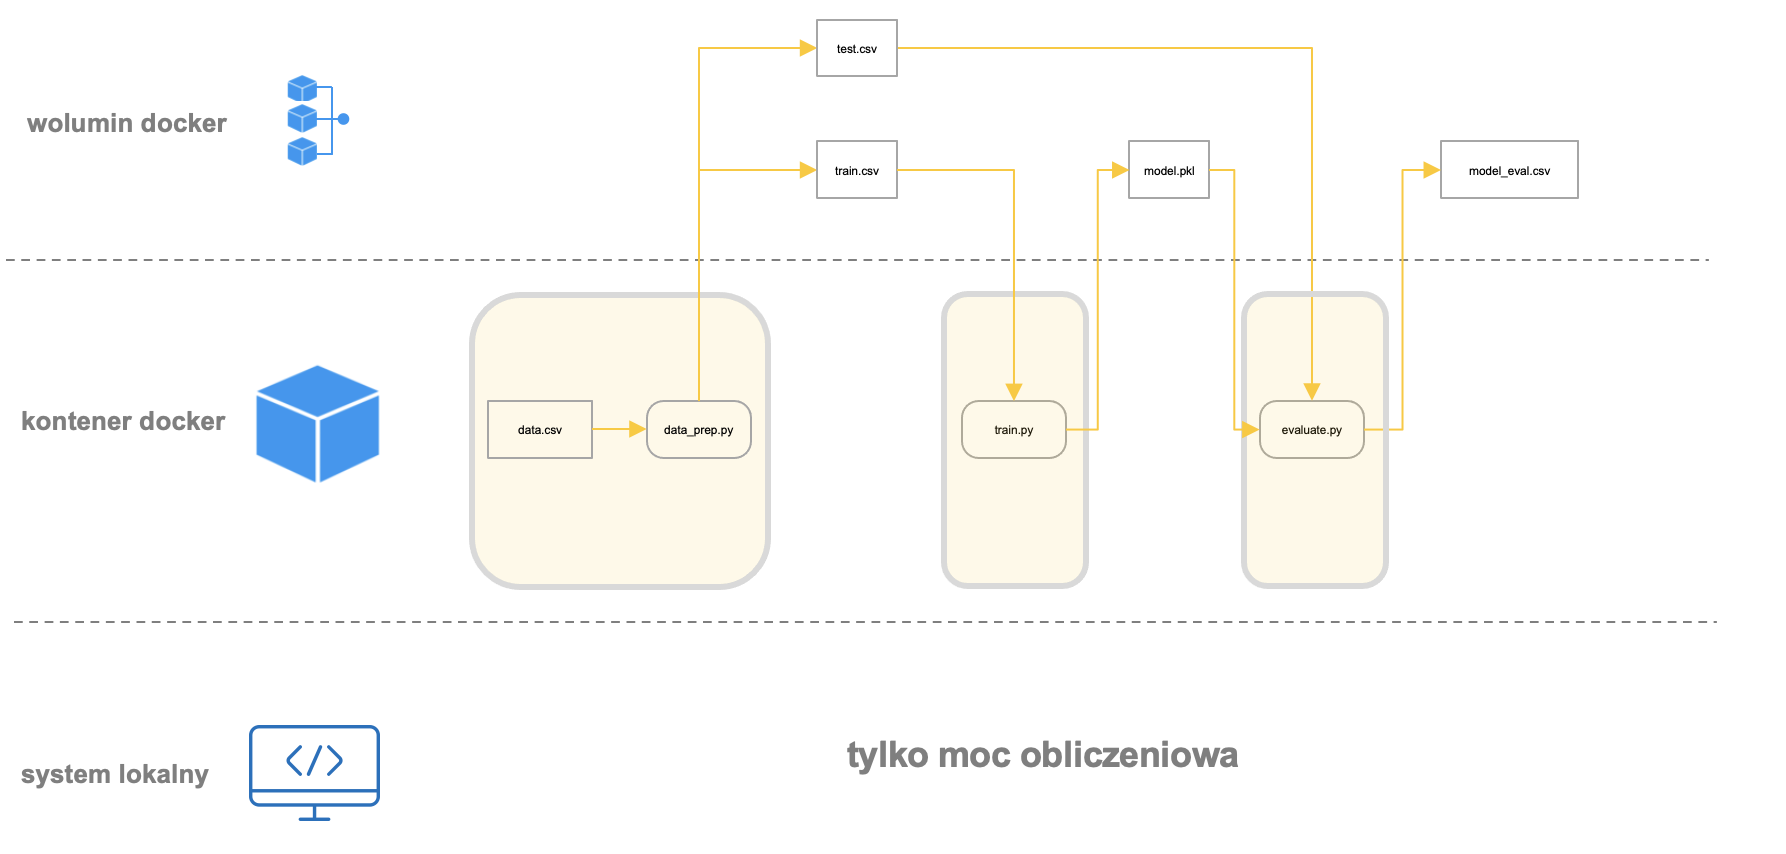 test.csv
wolumin docker
train.csv
model.pkl
model_eval.csv
kontener docker
data.csv
data_prep.py
train.py
evaluate.py
</>
tylko moc obliczeniowa
system lokalny